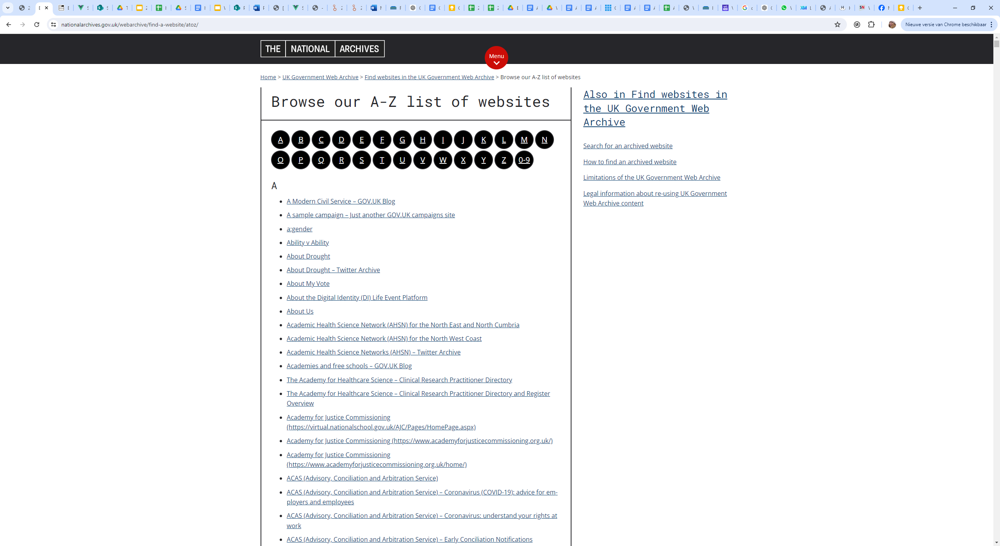 nationalarchives.gov.uk/webarchive/find-a-website/atoz/
Nieuwe versie van Chrome beschikbaar
THE NATIONAL ARCHIVES
Menu
Home > UK Government Web Archive > Find websites in the UK Government Web Archive > Browse our A-Z list of websites
Browse our A-Z list of websites
A B C D E F G H I J K L M N
O P Q R S T U V W X Y Z 0-9
A
A Modern Civil Service – GOV.UK Blog
A sample campaign – Just another GOV.UK campaigns site
a:gender
Ability v Ability
About Drought
About Drought – Twitter Archive
About My Vote
About the Digital Identity (DI) Life Event Platform
About Us
Academic Health Science Network (AHSN) for the North East and North Cumbria
Academic Health Science Network (AHSN) for the North West Coast
Academic Health Science Networks (AHSN) – Twitter Archive
Academies and free schools – GOV.UK Blog
The Academy for Healthcare Science – Clinical Research Practitioner Directory
The Academy for Healthcare Science – Clinical Research Practitioner Directory and Register
Overview
Academy for Justice Commissioning
(https://virtual.nationalschool.gov.uk/AJC/Pages/HomePage.aspx)
Academy for Justice Commissioning (https://www.academyforjusticecommissioning.org.uk/)
Academy for Justice Commissioning
(https://www.academyforjusticecommissioning.org.uk/home/)
ACAS (Advisory, Conciliation and Arbitration Service)
ACAS (Advisory, Conciliation and Arbitration Service) – Coronavirus (COVID-19): advice for em-
ployers and employees
ACAS (Advisory, Conciliation and Arbitration Service) – Coronavirus: understand your rights at
work
ACAS (Advisory, Conciliation and Arbitration Service) – Early Conciliation Notifications
Also in Find websites in
the UK Government Web
Archive
Search for an archived website
How to find an archived website
Limitations of the UK Government Web Archive
Legal information about re-using UK Government
Web Archive content